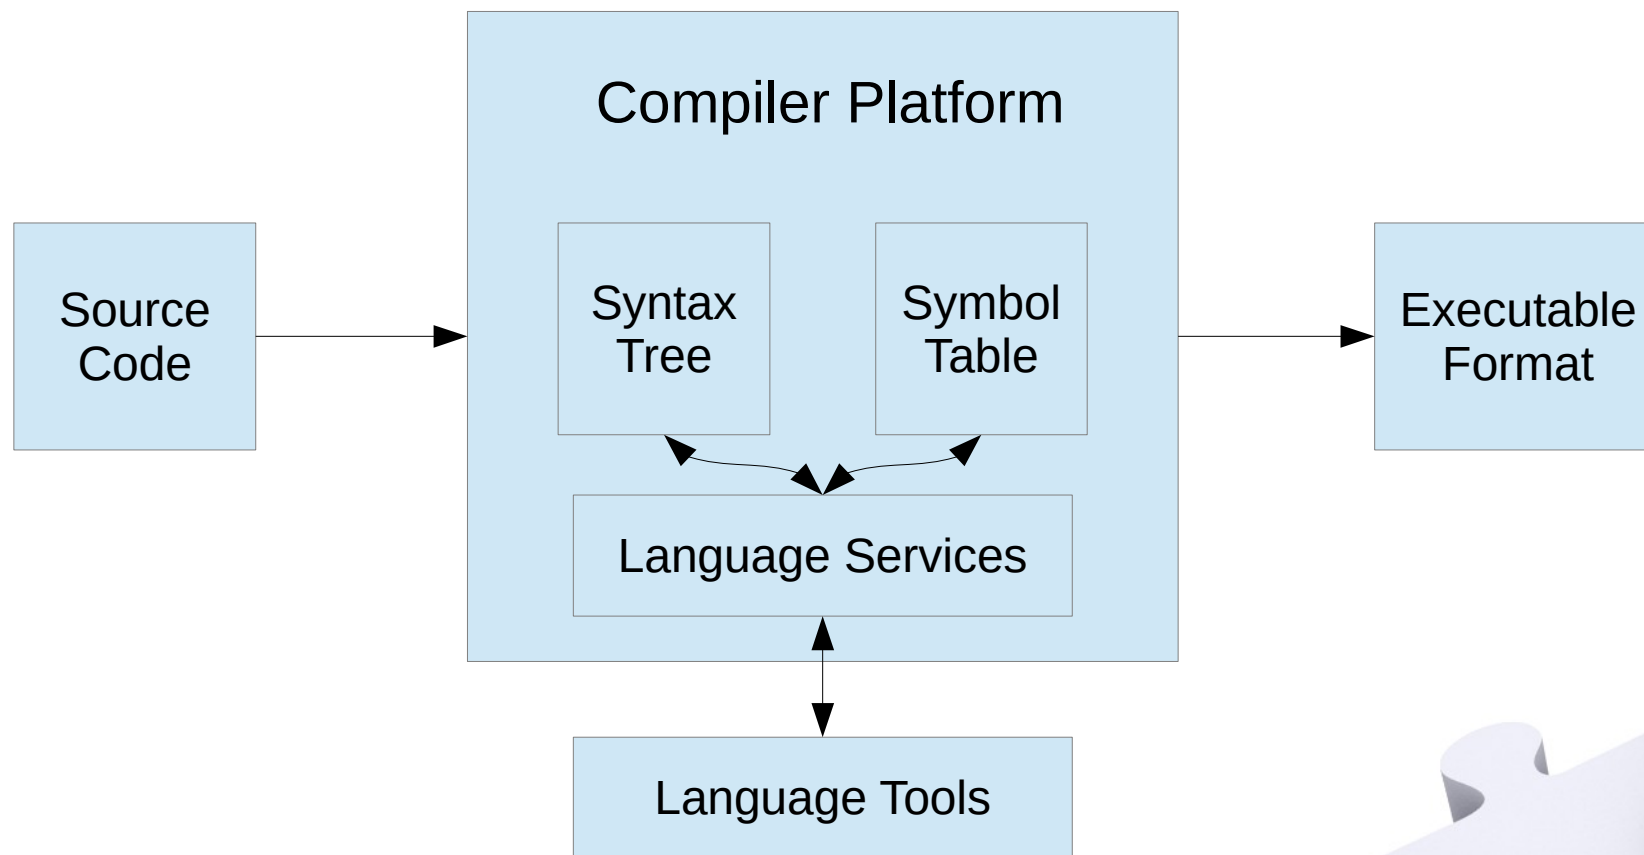 Compiler Platform
Source
Code
Syntax
Tree
Symbol
Table
Executable
Format
Language Services
Language Tools